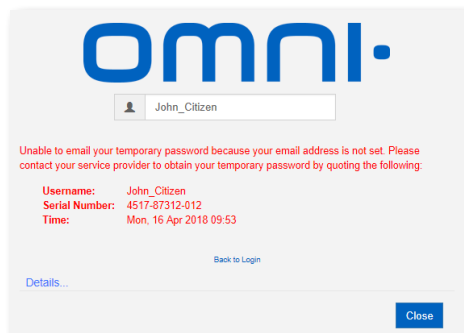 omni.
John_Citizen
Unable to email your temporary password because your email address is not set. Please
contact your service provider to obtain your temporary password by quoting the following:
Username: John_Citizen
Serial Number: 4517-87312-012
Time: Mon, 16 Apr 2018 09:53
Back to Login
Details...
Close